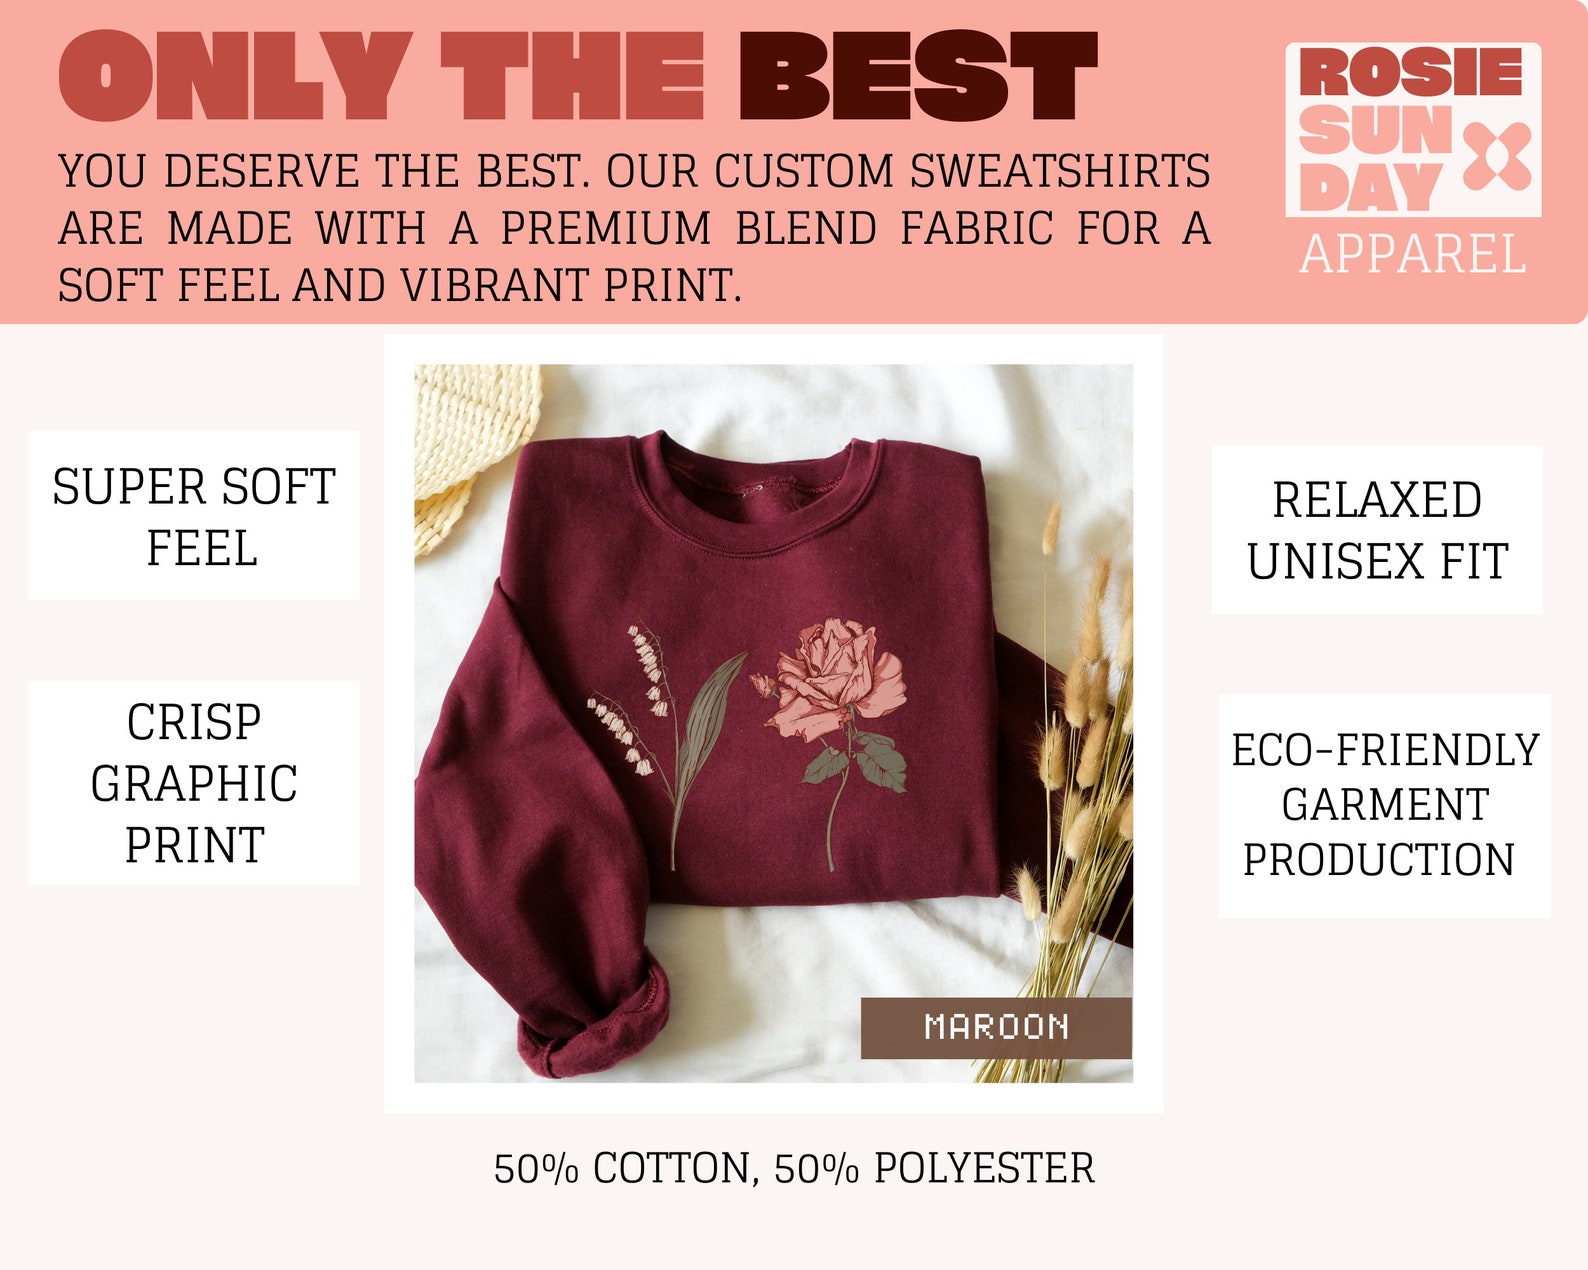 ONLY THE BEST
YOU DESERVE THE BEST. OUR CUSTOM SWEATSHIRTS
ARE MADE WITH A PREMIUM BLEND FABRIC FOR A
SOFT FEEL AND VIBRANT PRINT.
ROSIE
SUN
DAY
APPAREL
SUPER SOFT
FEEL
CRISP
GRAPHIC
PRINT
RELAXED
UNISEX FIT
ECO-FRIENDLY
GARMENT
PRODUCTION
MAROON
50% COTTON, 50% POLYESTER